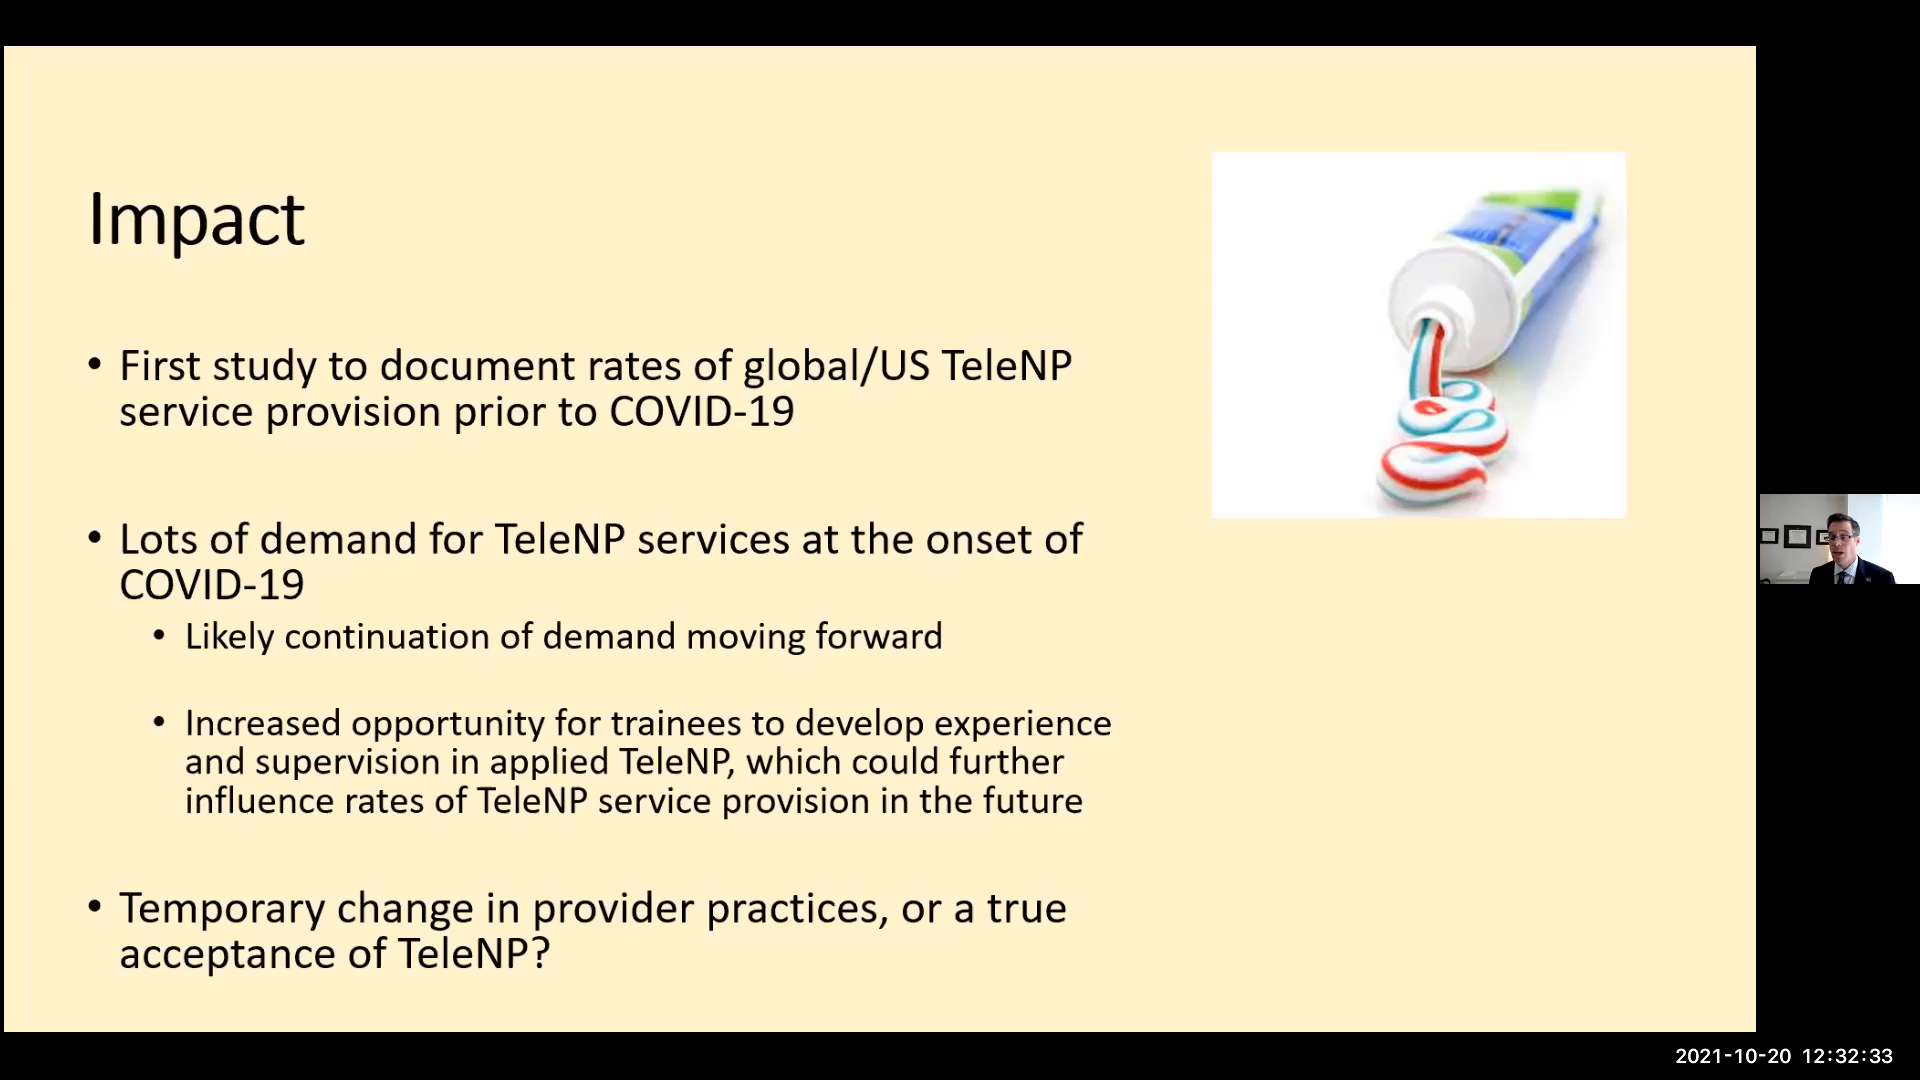 Impact
• First study to document rates of global/US TeleNP
service provision prior to COVID-19
• Lots of demand for TeleNP services at the onset of
COVID-19
• Likely continuation of demand moving forward
• Increased opportunity for trainees to develop experience
and supervision in applied TeleNP, which could further
influence rates of TeleNP service provision in the future
• Temporary change in provider practices, or a true
acceptance of TeleNP?
2021-10-20 12:32:33